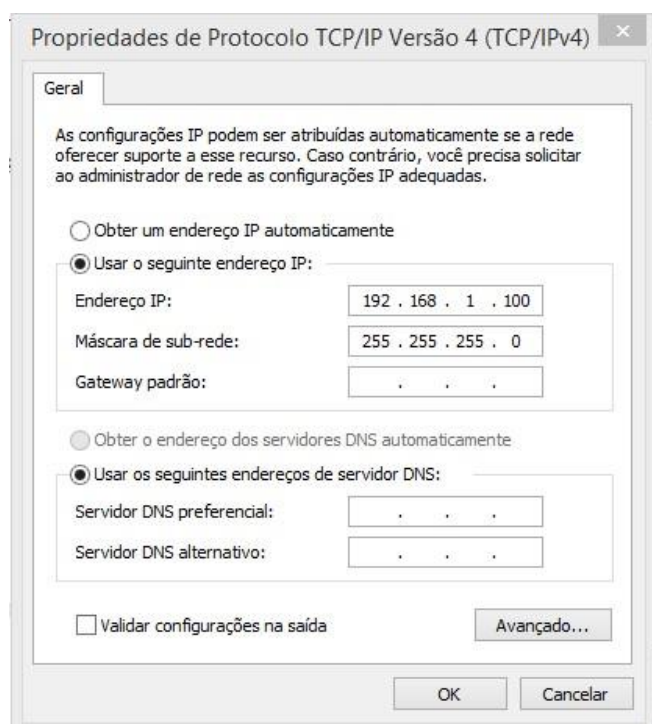 Propriedades de Protocolo TCP/IP Versão 4 (TCP/IPv4)
Geral
As configurações IP podem ser atribuídas automaticamente se a rede
oferecer suporte a esse recurso. Caso contrário, você precisa solicitar
ao administrador de rede as configurações IP adequadas.
Obter um endereço IP automaticamente
Usar o seguinte endereço IP:
Endereço IP: 192 . 168 . 1 . 100
Máscara de sub-rede: 255 . 255 . 255 . 0
Gateway padrão: . . .
Obter o endereço dos servidores DNS automaticamente
Usar os seguintes endereços de servidor DNS:
Servidor DNS preferencial: . . .
Servidor DNS alternativo: . . .
Validar configurações na saída Avançado...
OK Cancelar